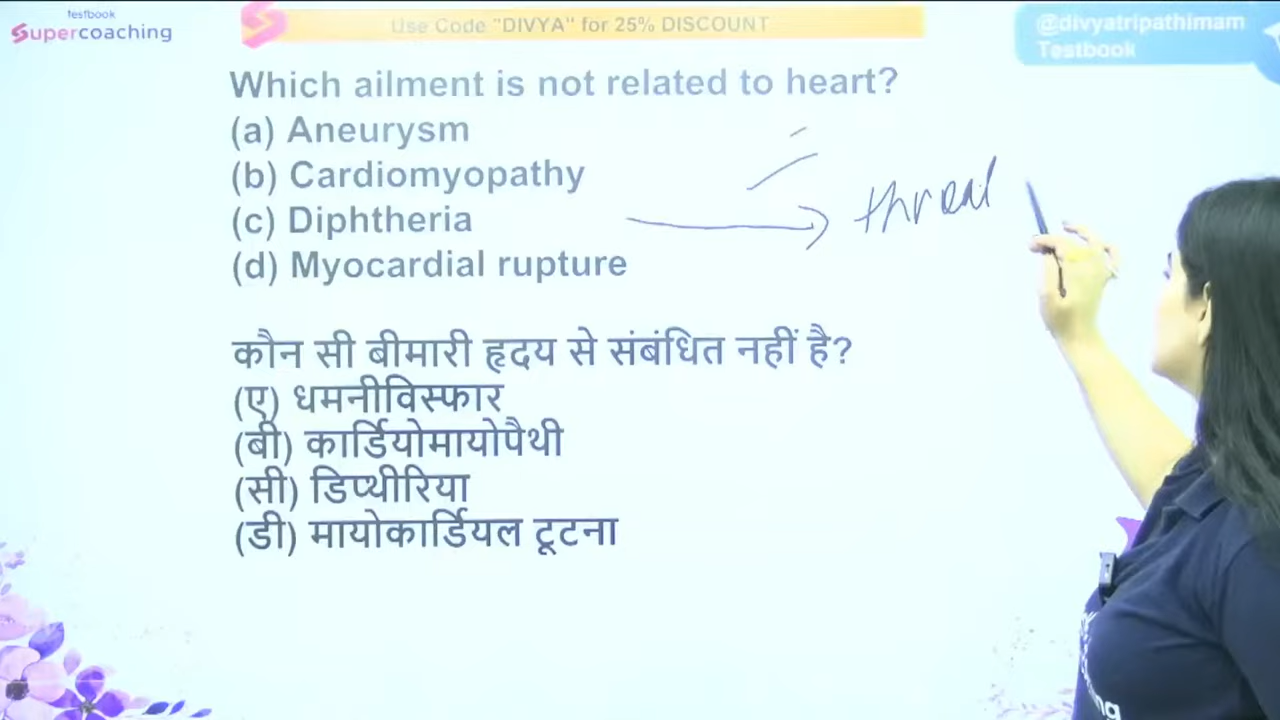 testbook
Supercoaching
Use Code "DIVYA" for 25% DISCOUNT
@divyatripathimam
Testbook
Which ailment is not related to heart?
(a) Aneurysm
(b) Cardiomyopathy
(c) Diphtheria
throat
(d) Myocardial rupture
कौन सी बीमारी हृदय से संबंधित नहीं है?
(ए) धमनीविस्फार
(बी) कार्डियोमायोपैथी
(सी) डिप्थीरिया
(डी) मायोकार्डियल टूटना